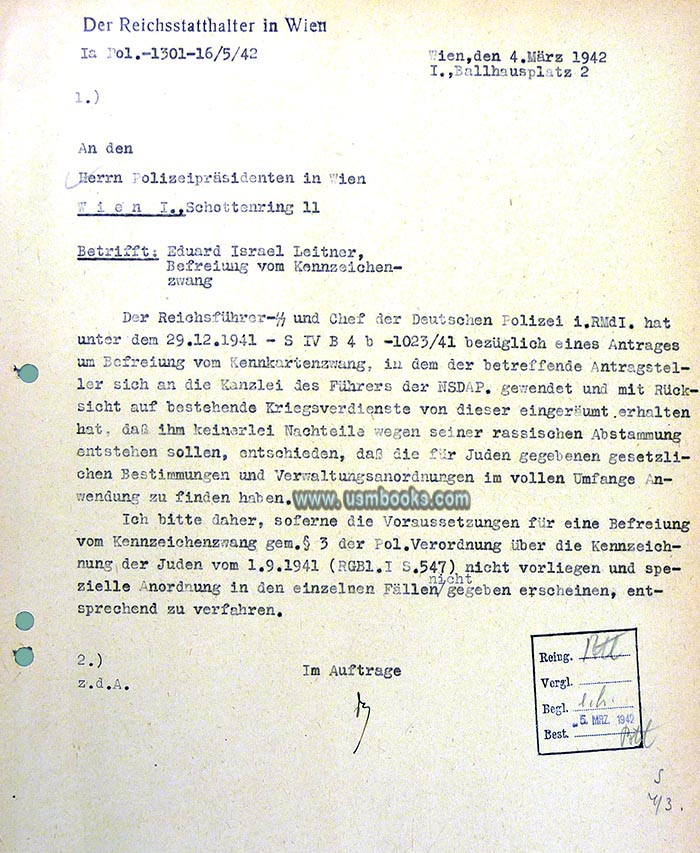 Der Reichsstatthalter in Wien
Ia Pol.-1301-16/5/42
Wien,den 4.März 1942
I.,Ballhausplatz 2
1.)
An den
Herrn Polizeipräsidenten in Wien
W i e n  I.,Schottenring 11
Betrifft: Eduard Israel Leitner,
Befreiung vom Kennzeichen-
zwang
Der Reichsführer-SS und Chef der Deutschen Polizei i.RMdI. hat
unter dem 29.12.1941 - S IV B 4 b -1023/41 bezüglich eines Antrages
um Befreiung vom Kennkartenzwang, in dem der betreffende Antragstel-
ler sich an die Kanzlei des Führers der NSDAP. gewendet und mit Rück-
sicht auf bestehende Kriegsverdienste von dieser eingeräumt erhalten
hat, daß ihm keinerlei Nachteile wegen seiner rassischen Abstammung
entstehen sollen, entschieden, daß die für Juden gegebenen gesetzli-
chen Bestimmungen und Verwaltungsanordnungen im vollen Umfange An-
wendung zu finden haben.
www.usmbooks.com
Ich bitte daher, soferne die Voraussetzungen für eine Befreiung
vom Kennzeichenzwang gem.§ 3 der Pol.Verordnung über die Kennzeich-
nung der Juden vom 1.9.1941 (RGBl.I S.547) nicht vorliegen und spe-
zielle Anordnung in den einzelnen Fällen/nicht gegeben erscheinen, ent-
sprechend zu verfahren.
2.)
z.d.A.
Im Auftrage
Reing.
Vergl.
Begl.
-5. MRZ. 1942
Best.